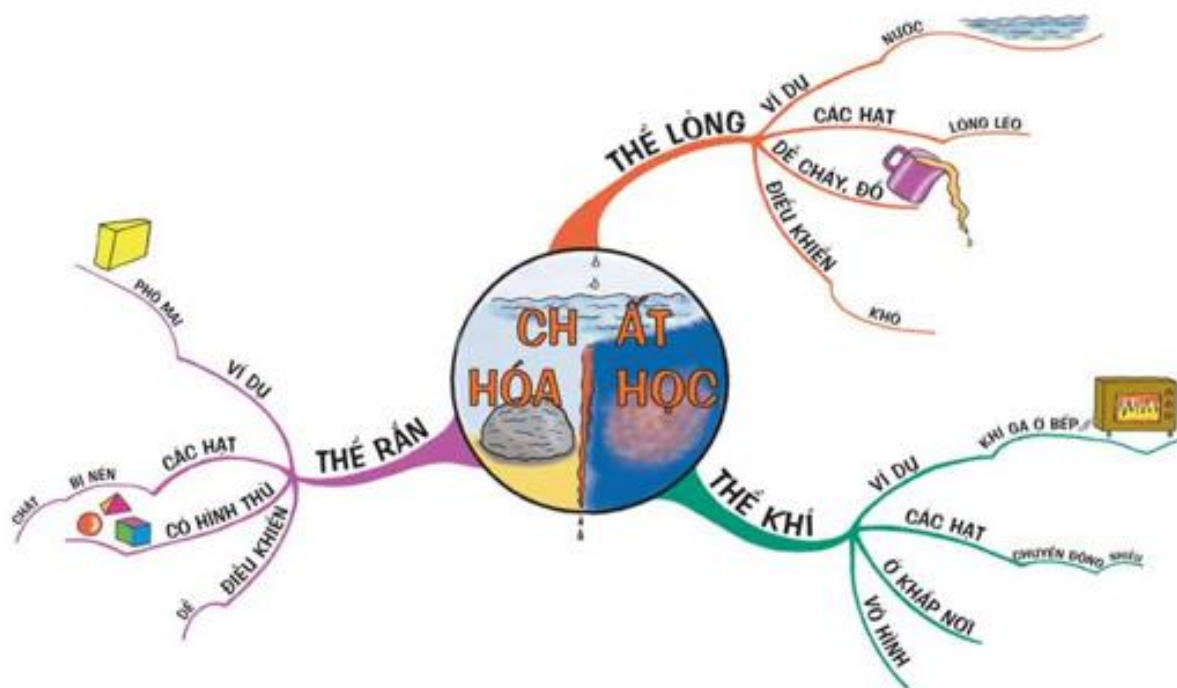 CHẤT
HÓA HỌC
THỂ LỎNG
VÍ DỤ
NƯỚC
CÁC HẠT
LỎNG LẺO
DỄ CHẢY, ĐỔ
ĐIỀU KHIỂN
KHÓ
THỂ KHÍ
VÍ DỤ
KHÍ GA Ở BẾP
CÁC HẠT
CHUYỂN ĐỘNG NHIỀU
Ở KHẮP NƠI
VÔ HÌNH
THỂ RẮN
VÍ DỤ
PHÔ MAI
CÁC HẠT
BỊ NÉN
CHẶT
CÓ HÌNH THÙ
ĐIỀU KHIỂN
DỄ